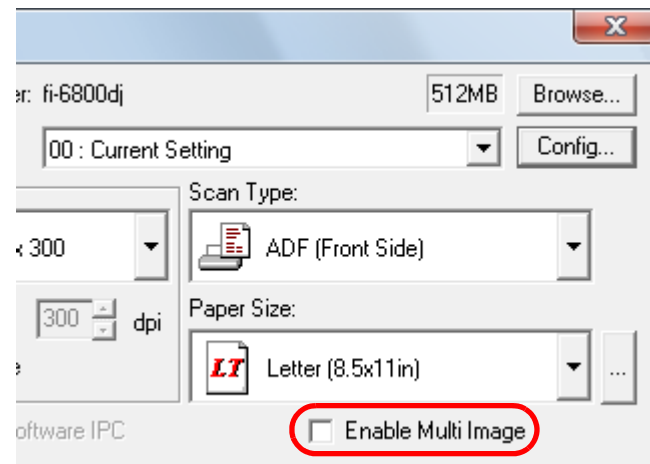 er: fi-6800dj 512MB Browse...
00 : Current Setting Config...
Scan Type:
x 300 ADF (Front Side)
300 dpi Paper Size:
LT Letter (8.5x11in) ...
e
oftware IPC Enable Multi Image